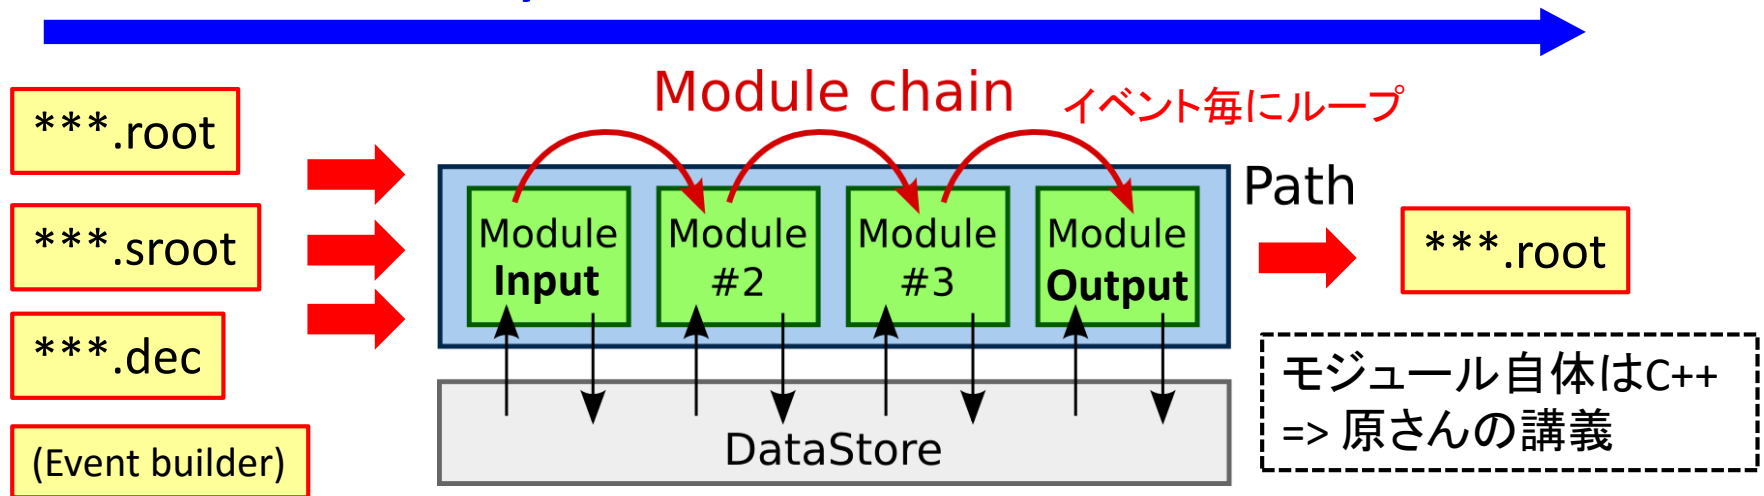 Module chain
イベント毎にループ
***.root
***.sroot
***.dec
(Event builder)
Module
Input
Module
#2
Module
#3
Module
Output
Path
DataStore
***.root
モジュール自体はC++
=> 原さんの講義